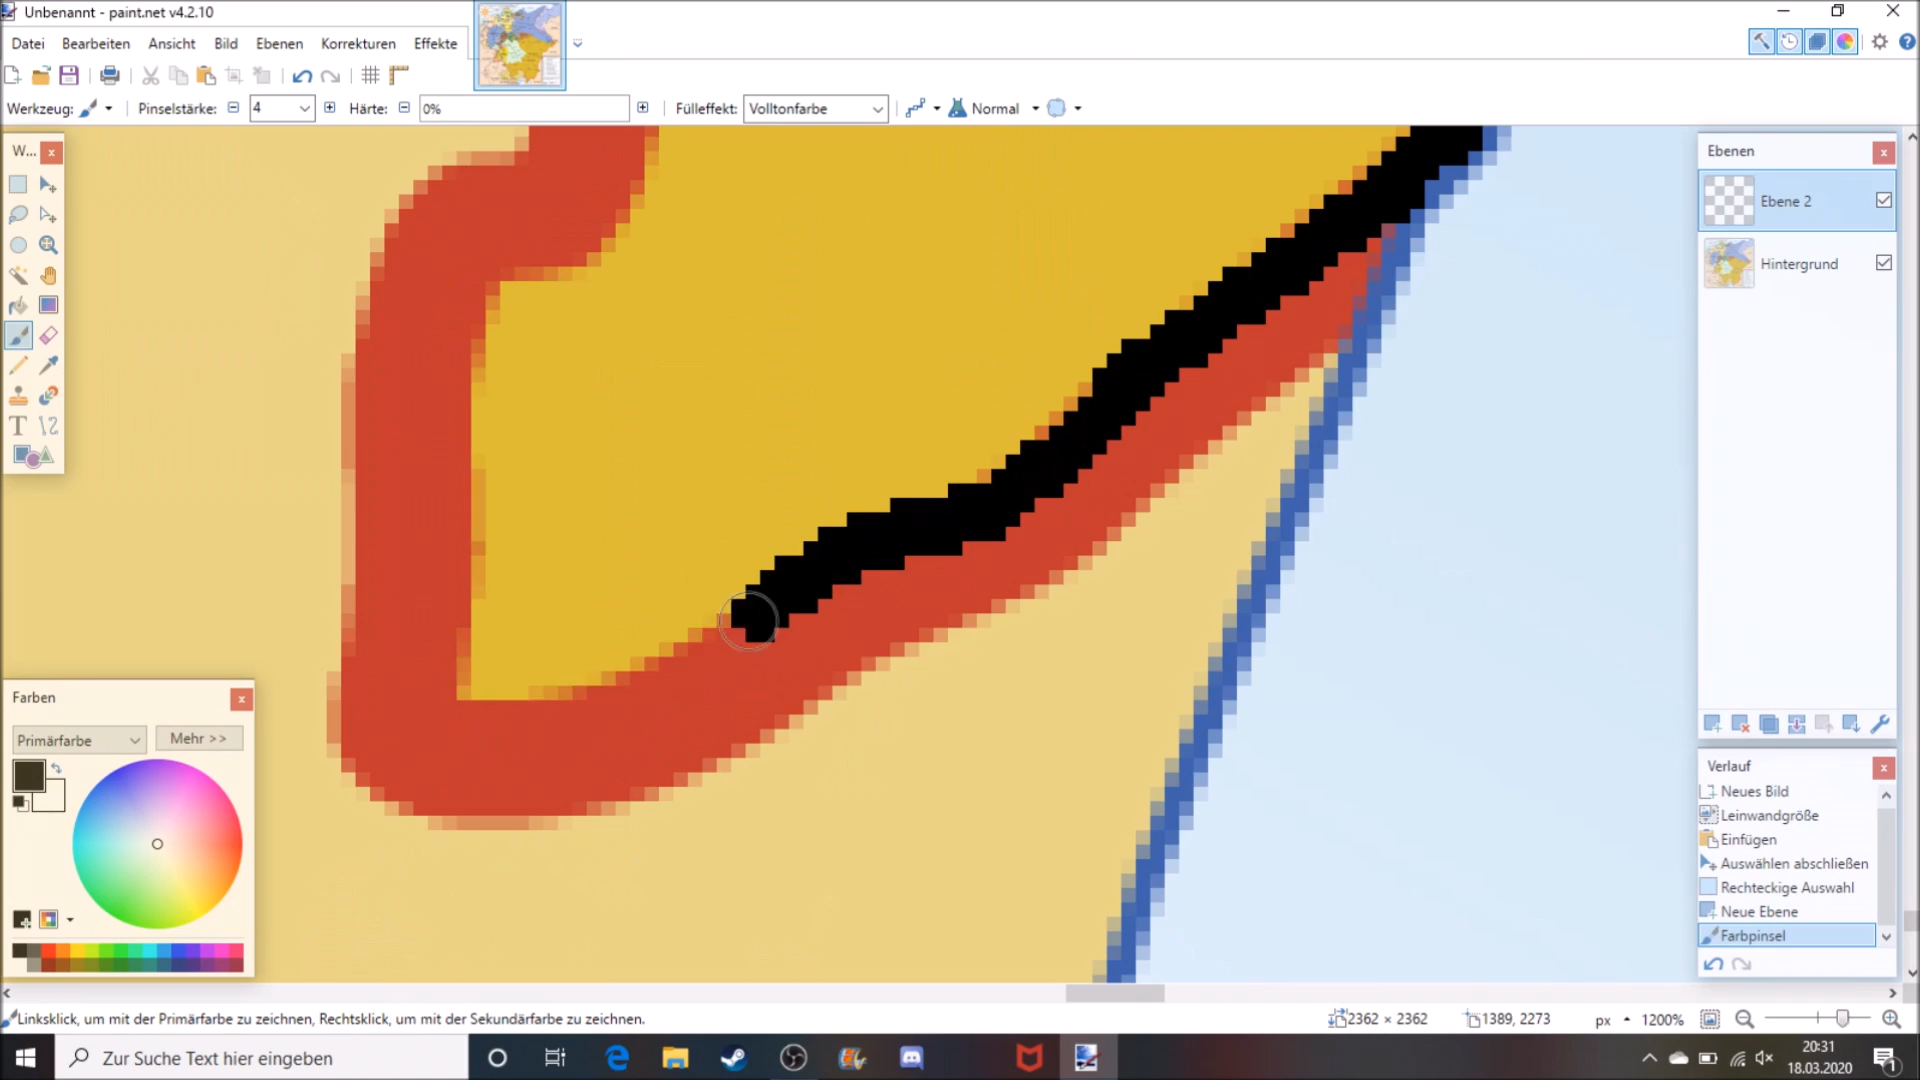 Unbenannt - paint.net v4.2.10
Datei Bearbeiten Ansicht Bild Ebenen Korrekturen Effekte
Werkzeug: Pinselstärke: 4 Härte: 0% Fülleffekt: Volltonfarbe Normal
W...
Ebenen
Ebene 2
Hintergrund
Farben
Primärfarbe Mehr >>
Verlauf
Neues Bild
Leinwandgröße
Einfügen
Auswählen abschließen
Rechteckige Auswahl
Neue Ebene
Farbpinsel
Linksklick, um mit der Primärfarbe zu zeichnen, Rechtsklick, um mit der Sekundärfarbe zu zeichnen.
2362 × 2362 1389, 2273 px 1200%
Zur Suche Text hier eingeben
20:31
18.03.2020
1